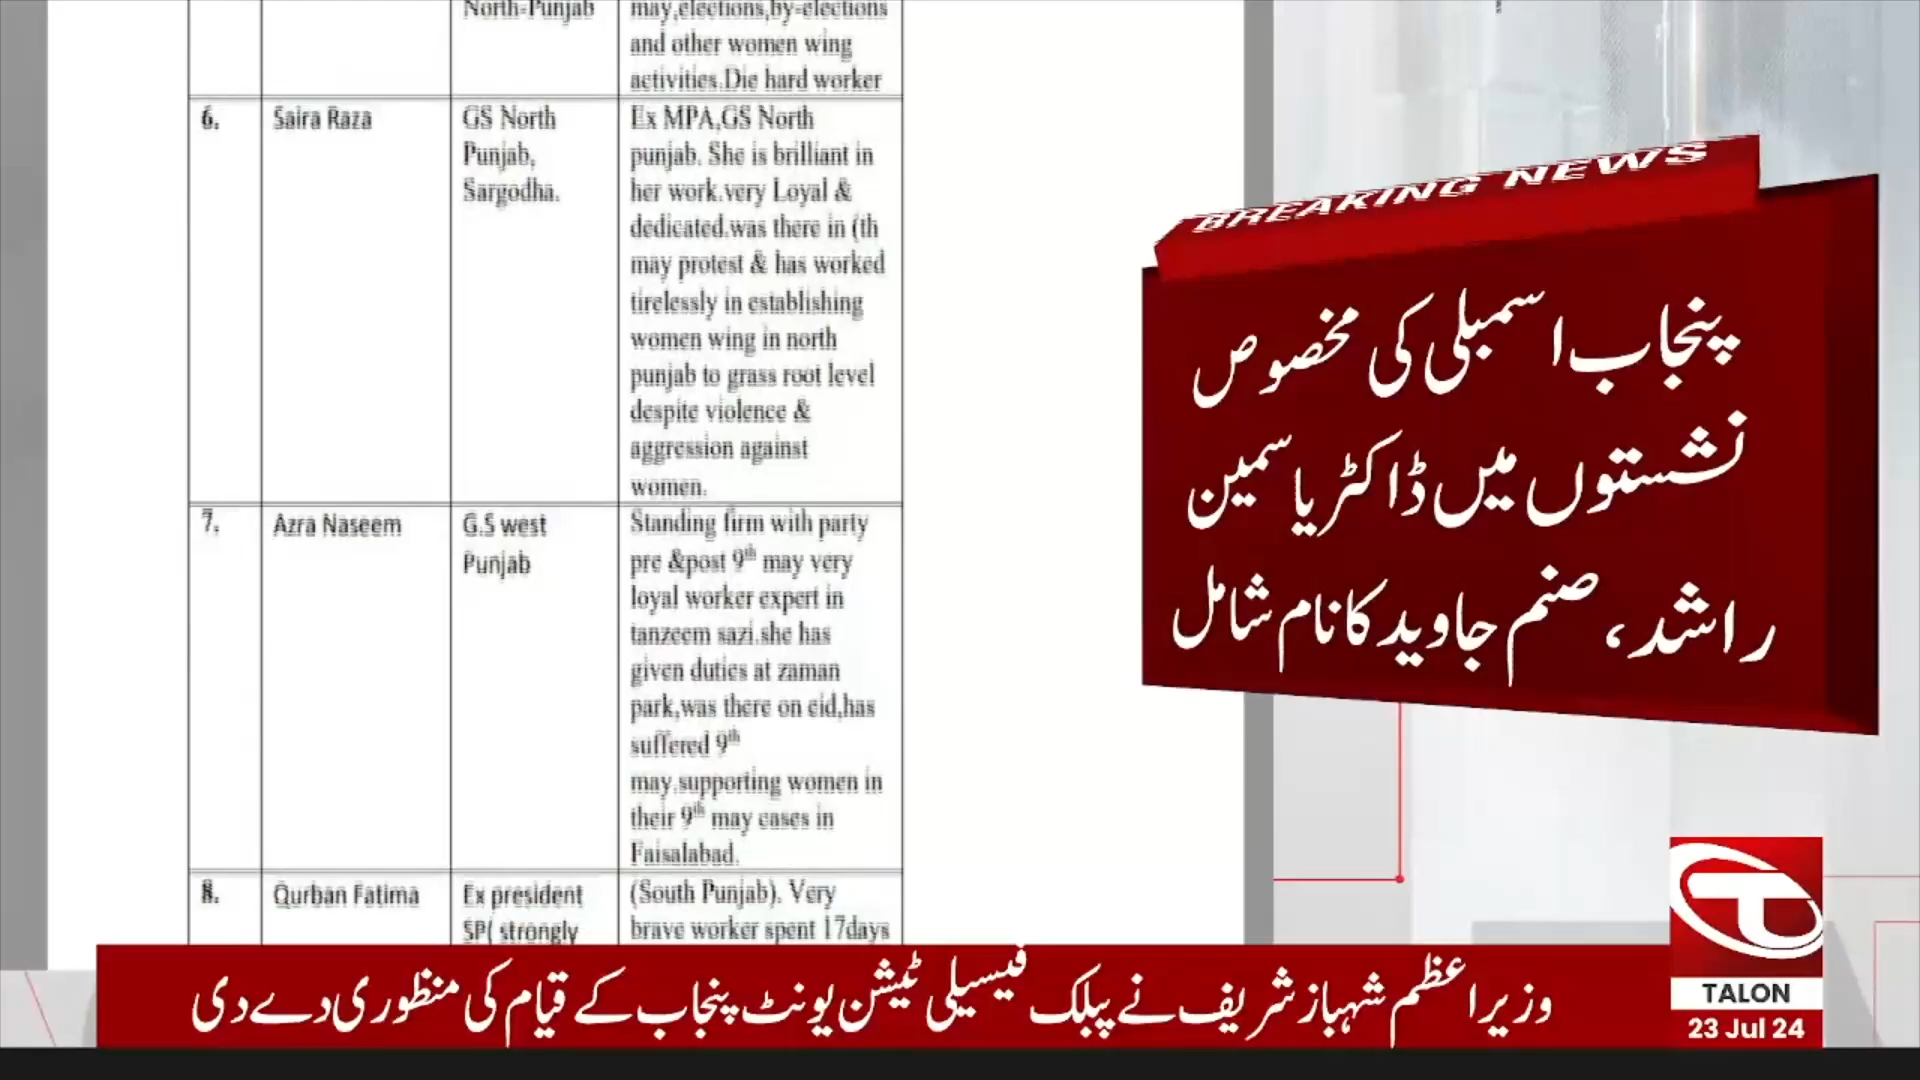 North-Punjab
may,elections,by-elections
and other women wing
activities.Die hard worker
6.
Saira Raza
GS North
Punjab,
Sargodha.
Ex MPA,GS North
punjab. She is brilliant in
her work.very Loyal &
dedicated.was there in (th
may protest & has worked
tirelessly in establishing
women wing in north
punjab to grass root level
despite violence &
aggression against
women.
7.
Azra Naseem
G.S west
Punjab
Standing firm with party
pre &post 9th may very
loyal worker expert in
tanzeem sazi.she has
given duties at zaman
park,was there on eid,has
suffered 9th
may.supporting women in
their 9th may cases in
Faisalabad.
8.
Qurban Fatima
Ex president
SP( strongly
(South Punjab). Very
brave worker spent 17days
BREAKING NEWS
پنجاب اسمبلی کی مخصوص
نشستوں میں ڈاکٹر یاسمین
راشد، صنم جاوید کا نام شامل
وزیراعظم شہباز شریف نے پبلک فیسیلی ٹیشن یونٹ پنجاب کے قیام کی منظوری دے دی
TALON
23 Jul 24